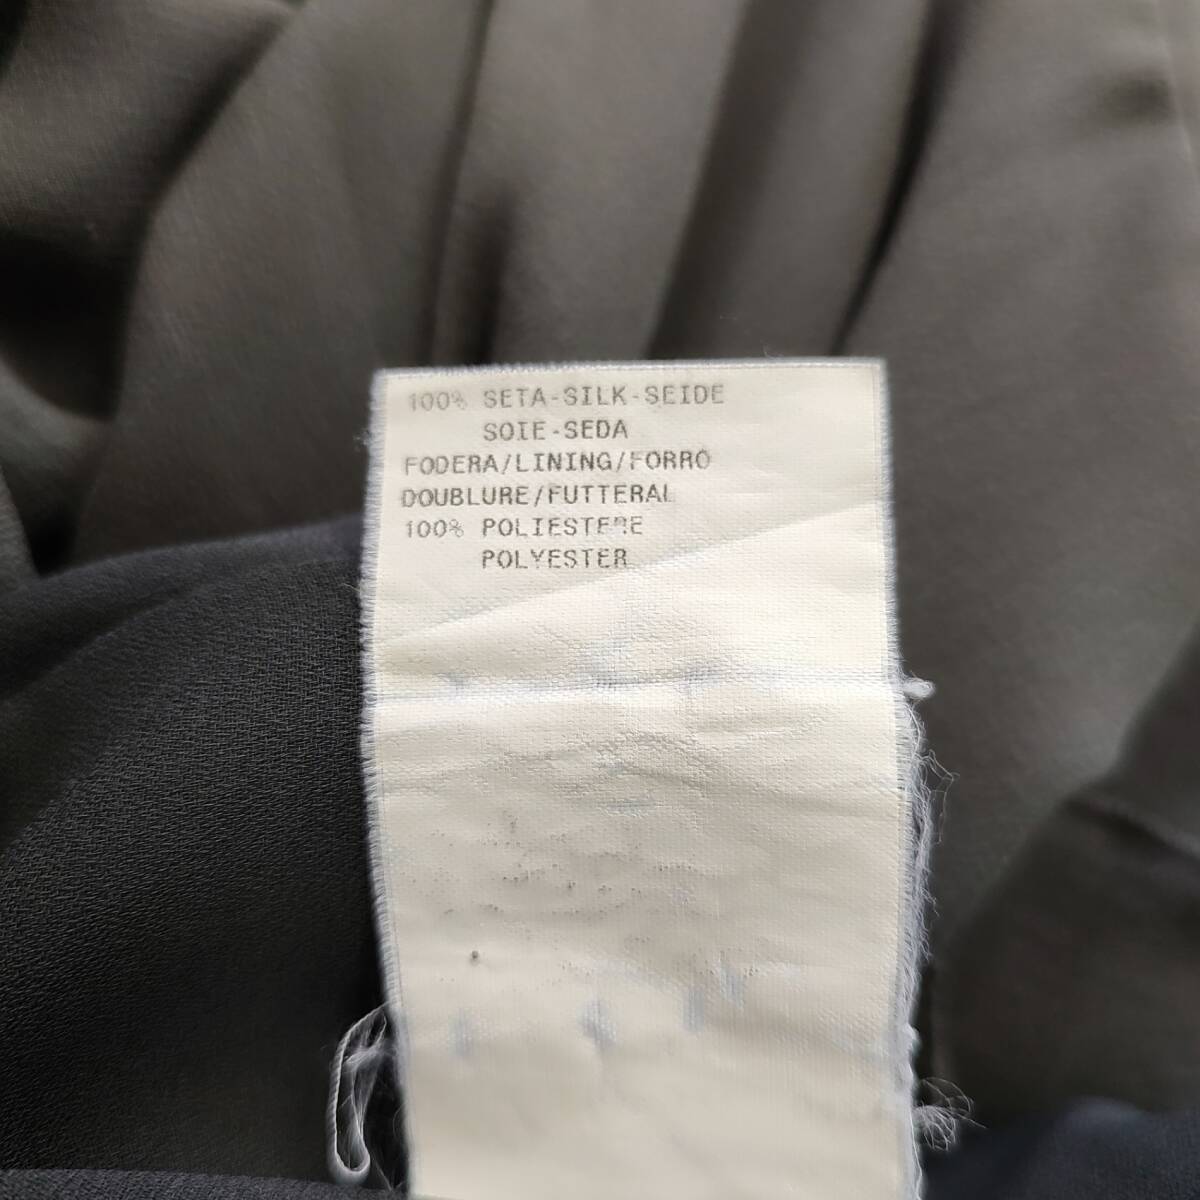 100% SETA-SILK-SEIDE
SOIE-SEDA
FODERA/LINING/FORRO
DOUBLURE/FUTTERAL
100% POLIESTERE
POLYESTER